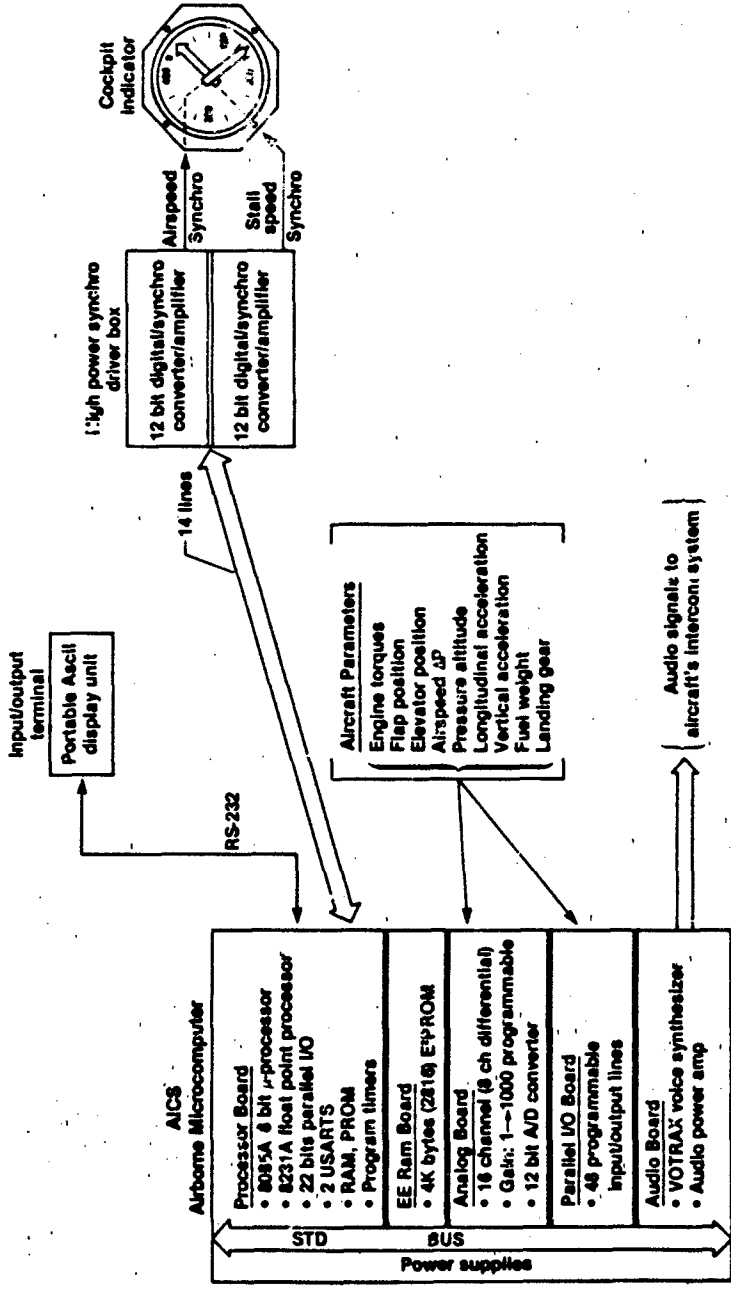 AICS
Airborne Microcomputer
Processor Board
• 8085A 8 bit μ-processor
• 8231A float point processor
• 22 bits parallel I/O
• 2 USARTS
• RAM, PROM
• Program timers
EE Ram Board
• 4K bytes (2816) E²PROM
Analog Board
• 16 channel (8 ch differential)
• Gain: 1→1000 programmable
• 12 bit A/D converter
Parallel I/O Board
• 48 programmable
input/output lines
Audio Board
• VOTRAX voice synthesizer
• Audio power amp
STD BUS
Power supplies
Input/output
terminal
Portable Ascii
display unit
RS-232
14 lines
High power synchro
driver box
12 bit digital/synchro
converter/amplifier
12 bit digital/synchro
converter/amplifier
Airspeed
Synchro
Stall
speed
Synchro
Cockpit
indicator
Aircraft Parameters
Engine torques
Flap position
Elevator position
Airspeed ΔP
Pressure altitude
Longitudinal acceleration
Vertical acceleration
Fuel weight
Landing gear
Audio signals to
aircraft's intercom system